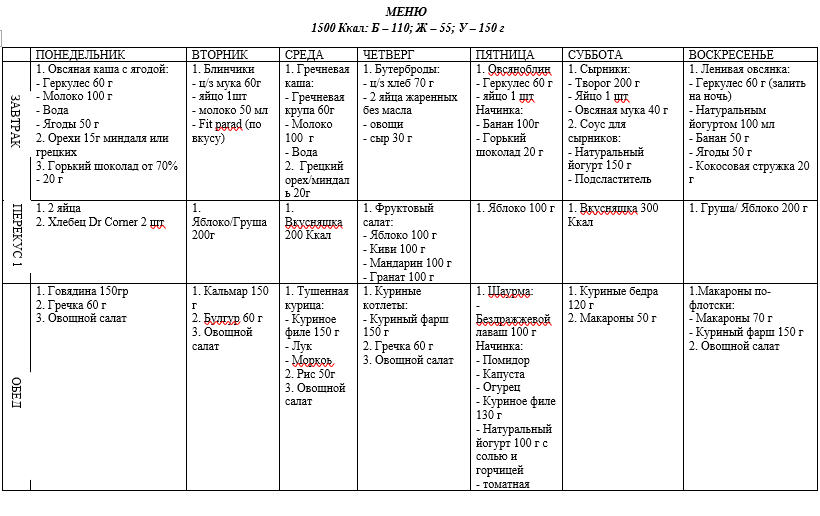 МЕНЮ
1500 Ккал: Б – 110; Ж – 55; У – 150 г
ПОНЕДЕЛЬНИК
ВТОРНИК
СРЕДА
ЧЕТВЕРГ
ПЯТНИЦА
СУББОТА
ВОСКРЕСЕНЬЕ
ЗАВТРАК
1. Овсяная каша с ягодой:
- Геркулес 60 г
- Молоко 100 г
- Вода
- Ягоды 50 г
2. Орехи 15г миндаля или
грецких
3. Горький шоколад от 70%
- 20 г
1. Блинчики
- ц/з мука 60г
- яйцо 1шт
- молоко 50 мл
- Fit parad (по
вкусу)
1. Гречневая
каша:
- Гречневая
крупа 60г
- Молоко
100 г
- Вода
2. Грецкий
орех/миндал
ь 20г
1. Бутерброды:
- ц/з хлеб 70 г
- 2 яйца жаренных
без масла
- овощи
- сыр 30 г
1. Овсяноблин
- Геркулес 60 г
- яйцо 1 шт
Начинка:
- Банан 100г
- Горький
шоколад 20 г
1. Сырники:
- Творог 200 г
- Яйцо 1 шт
- Овсяная мука 40 г
2. Соус для
сырников:
- Натуральный
йогурт 150 г
- Подсластитель
1. Ленивая овсянка:
- Геркулес 60 г (залить
на ночь)
- Натуральным
йогуртом 100 мл
- Банан 50 г
- Ягоды 50 г
- Кокосовая стружка 20
г
ПЕРЕКУС 1
1. 2 яйца
2. Хлебец Dr Corner 2 шт
1.
Яблоко/Груша
200г
1.
Вкусняшка
200 Ккал
1. Фруктовый
салат:
- Яблоко 100 г
- Киви 100 г
- Мандарин 100 г
- Гранат 100 г
1. Яблоко 100 г
1. Вкусняшка 300
Ккал
1. Груша/ Яблоко 200 г
ОБЕД
1. Говядина 150гр
2. Гречка 60 г
3. Овощной салат
1. Кальмар 150
г
2. Булгур 60 г
3. Овощной
салат
1. Тушенная
курица:
- Куриное
филе 150 г
- Лук
- Моркоь
2. Рис 50г
3. Овощной
салат
1. Куриные
котлеты:
- Куриный фарш
150 г
2. Гречка 60 г
3. Овощной салат
1. Шаурма:
-
Бездражжевой
лаваш 100 г
Начинка:
- Помидор
- Капуста
- Огурец
- Куриное филе
130 г
- Натуральный
йогурт 100 г с
солью и
горчицей
- томатная
1. Куриные бедра
120 г
2. Макароны 50 г
1.Макароны по-
флотски:
- Макароны 70 г
- Куриный фарш 150 г
2. Овощной салат